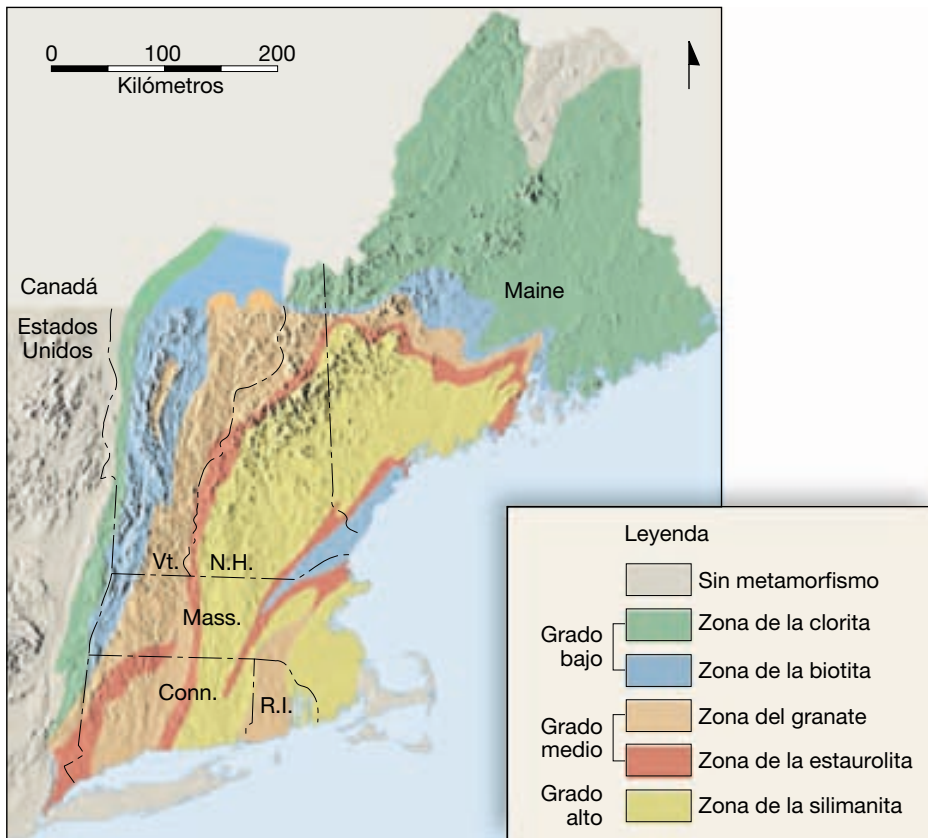 0 100 200
Kilómetros
Canadá
Estados
Unidos
Maine
Vt.
N.H.
Mass.
Conn.
R.I.
Leyenda
Sin metamorfismo
Grado
bajo
Zona de la clorita
Zona de la biotita
Grado
medio
Zona del granate
Zona de la estaurolita
Grado
alto
Zona de la silimanita